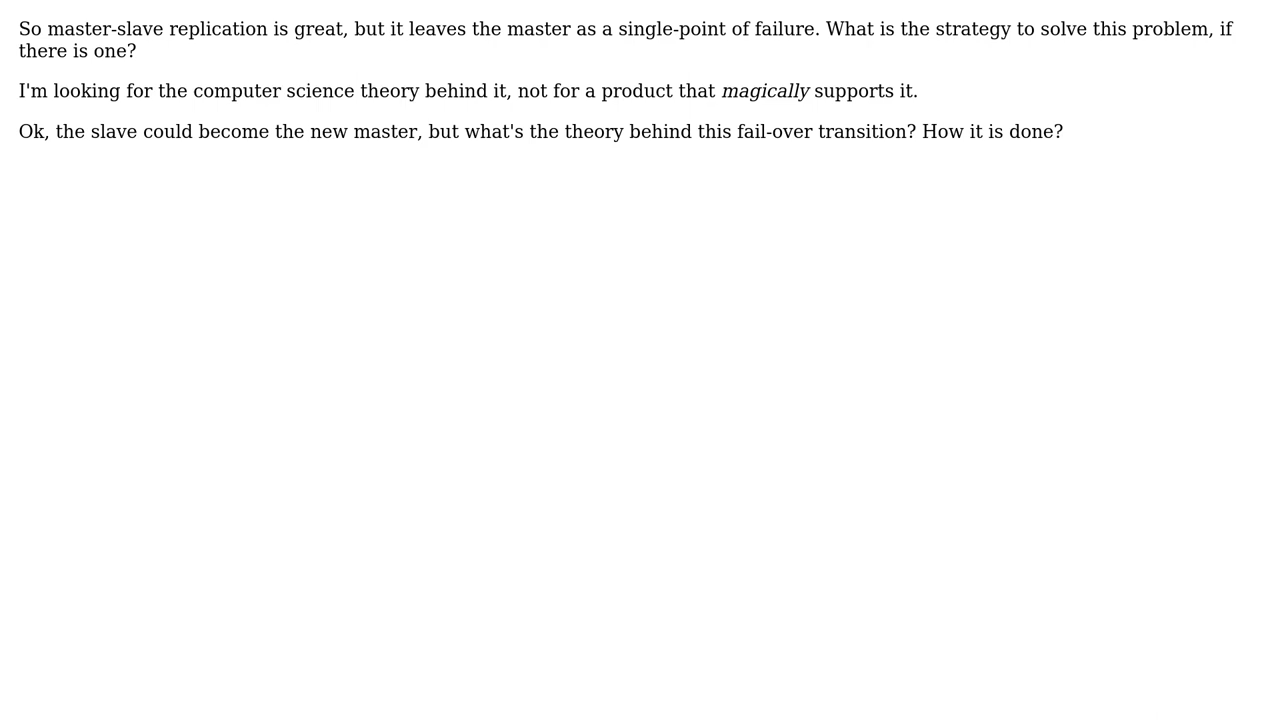 So master-slave replication is great, but it leaves the master as a single-point of failure. What is the strategy to solve this problem, if
there is one?
I'm looking for the computer science theory behind it, not for a product that magically supports it.
Ok, the slave could become the new master, but what's the theory behind this fail-over transition? How it is done?